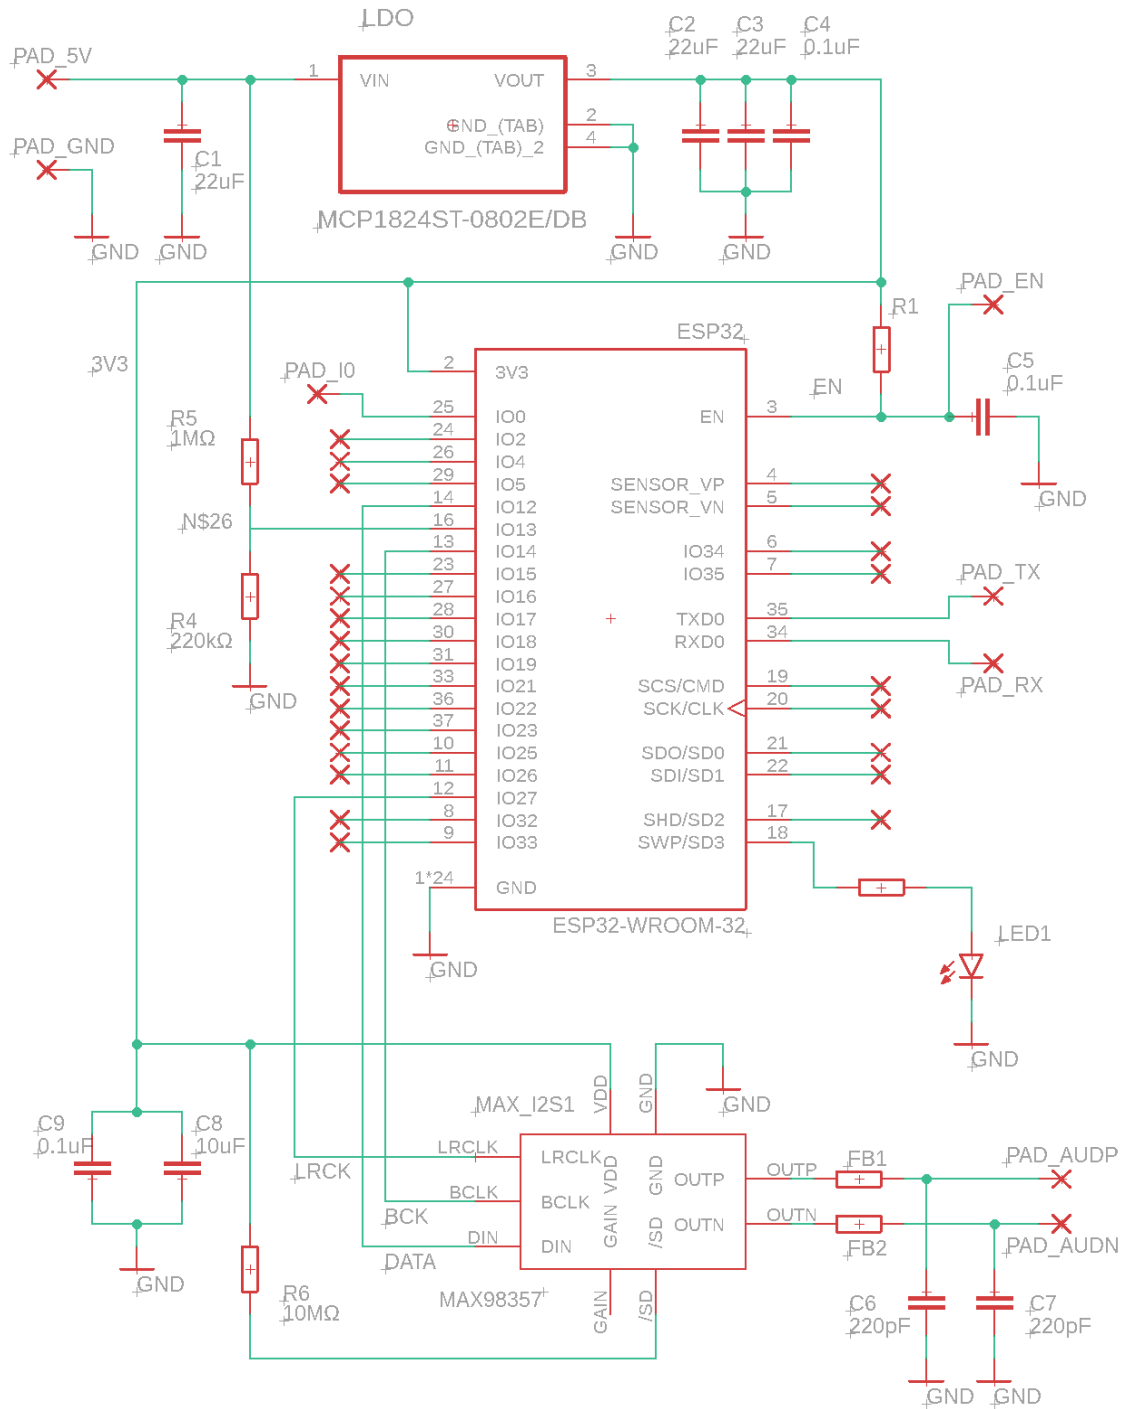 LDO
PAD_5V
PAD_GND
C1
22uF
GND
GND
1
VIN
VOUT
GND_(TAB)
GND_(TAB)_2
3
2
4
MCP1824ST-0802E/DB
GND
C2
22uF
C3
22uF
C4
0.1uF
GND
3V3
PAD_I0
ESP32
R1
PAD_EN
EN
C5
0.1uF
GND
R5
1MΩ
N$26
R4
220kΩ
GND
2 3V3
25 IO0
24 IO2
26 IO4
29 IO5
14 IO12
16 IO13
13 IO14
23 IO15
27 IO16
28 IO17
30 IO18
31 IO19
33 IO21
36 IO22
37 IO23
10 IO25
11 IO26
12 IO27
8 IO32
9 IO33
1*24 GND
GND
EN 3
SENSOR_VP 4
SENSOR_VN 5
IO34 6
IO35 7
TXD0 35
RXD0 34
SCS/CMD 19
SCK/CLK 20
SDO/SD0 21
SDI/SD1 22
SHD/SD2 17
SWP/SD3 18
ESP32-WROOM-32
PAD_TX
PAD_RX
LED1
GND
C9
0.1uF
C8
10uF
GND
R6
10MΩ
MAX_I2S1
VDD
GND
GND
LRCLK
BCLK
DIN
LRCK
BCK
DATA
LRCLK
BCLK
DIN
VDD
GND
GAIN
/SD
OUTP
OUTN
MAX98357
GAIN
/SD
OUTP
OUTN
FB1
FB2
PAD_AUDP
PAD_AUDN
C6
220pF
C7
220pF
GND
GND